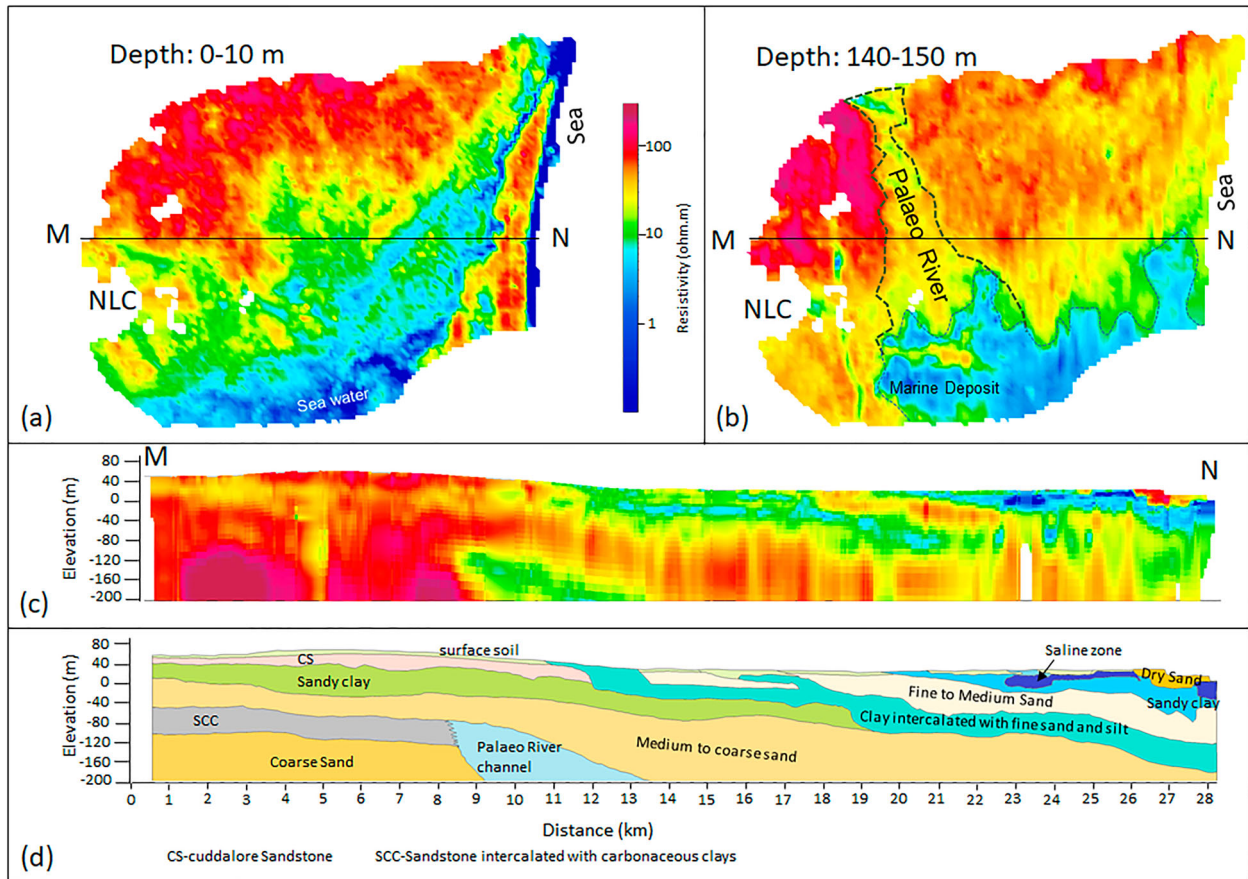 Depth: 0-10 m
Sea
M
N
NLC
Sea water
(a)
100
10
1
Resistivity (ohm.m)
Depth: 140-150 m
Palaeo River
Sea
M
N
NLC
Marine Deposit
(b)
M
N
80
40
0
-40
-80
-120
-160
-200
Elevation (m)
(c)
80
40
0
-40
-80
-120
-160
-200
Elevation (m)
surface soil
CS
Sandy clay
SCC
Coarse Sand
Palaeo River
channel
Medium to coarse sand
Saline zone
Dry Sand
Fine to Medium Sand
Sandy clay
Clay intercalated with fine sand and silt
0 1 2 3 4 5 6 7 8 9 10 11 12 13 14 15 16 17 18 19 20 21 22 23 24 25 26 27 28
Distance (km)
(d)
CS-cuddalore Sandstone SCC-Sandstone intercalated with carbonaceous clays